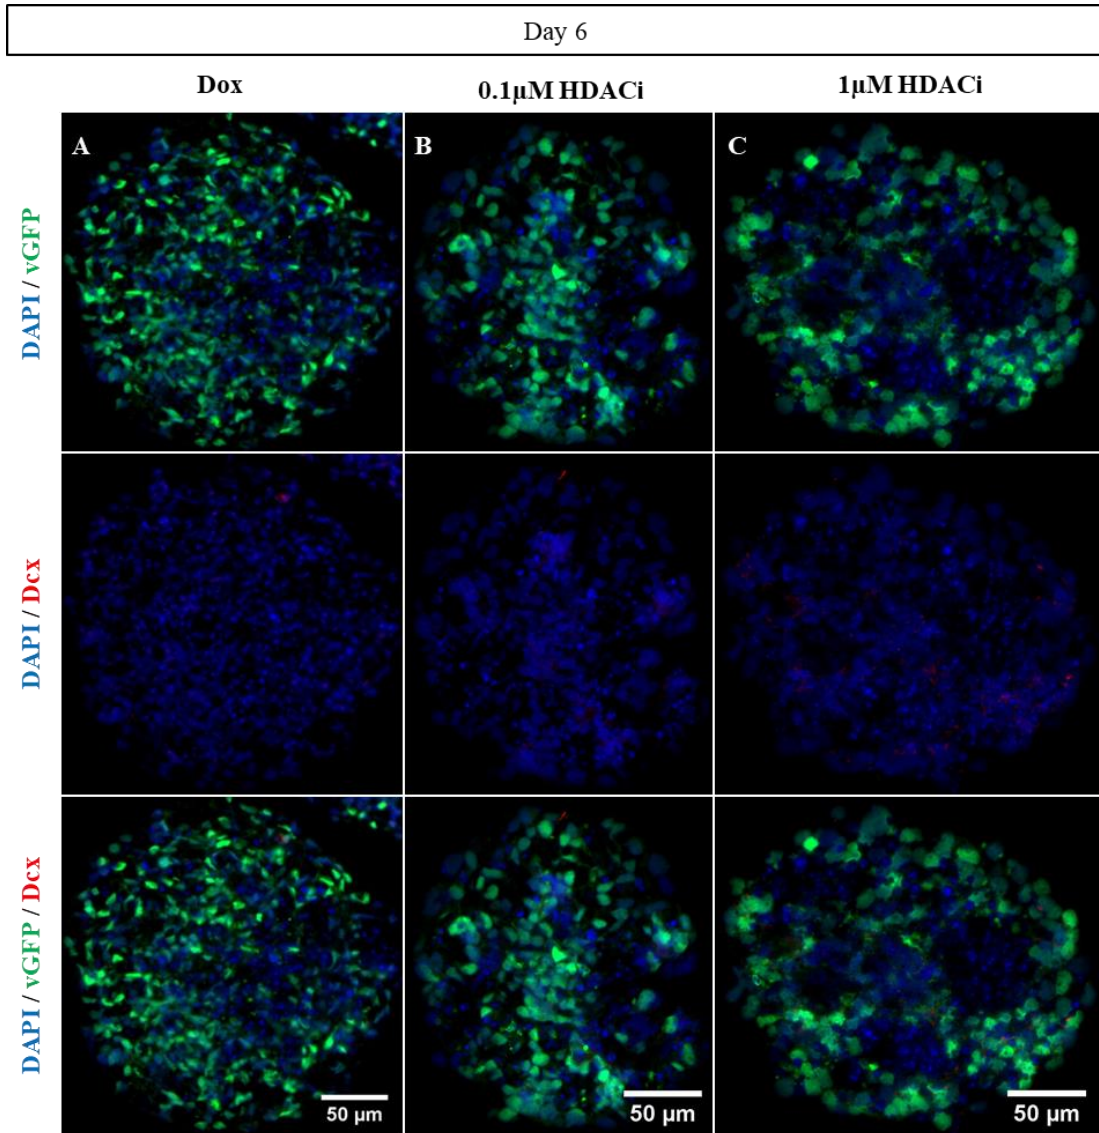 Day 6
Dox
0.1μM HDACi
1μM HDACi
A
B
C
DAPI / vGFP
DAPI / Dcx
DAPI / vGFP / Dcx
50 μm
50 μm
50 μm